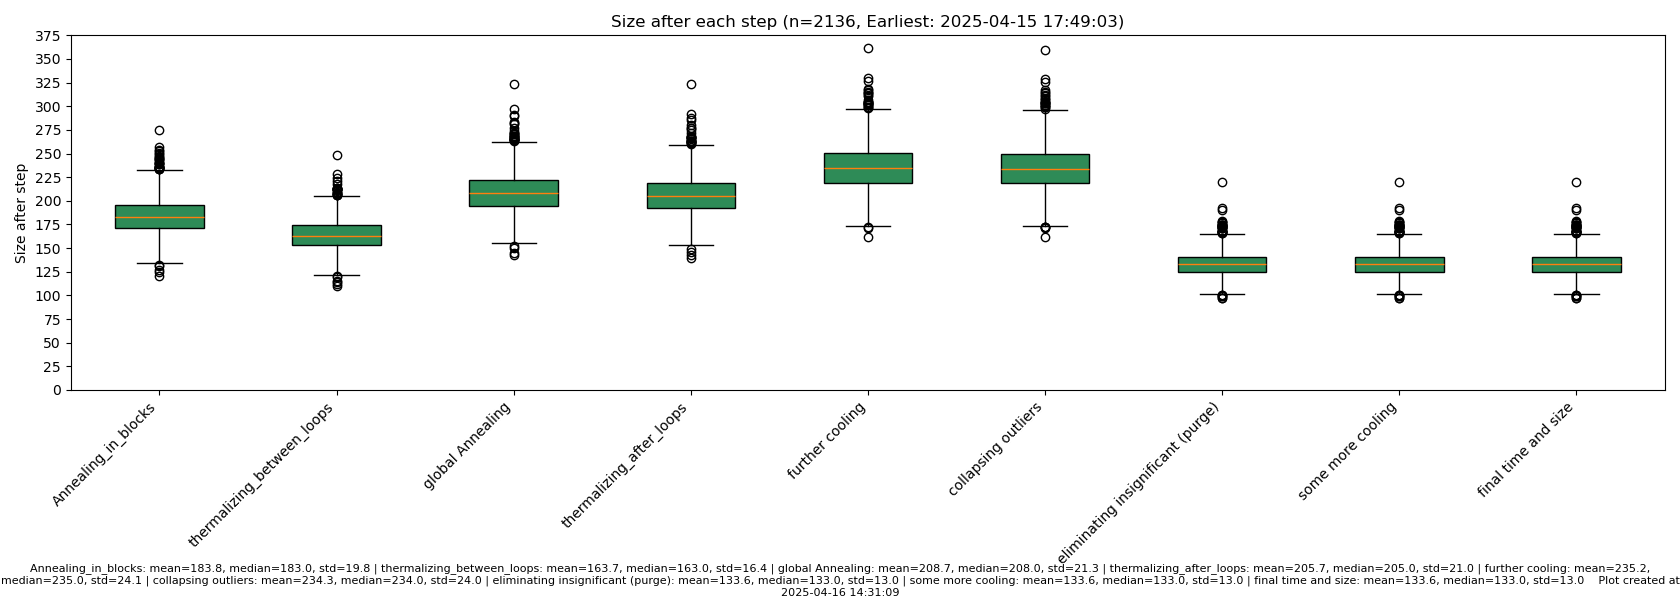 Size after each step (n=2136, Earliest: 2025-04-15 17:49:03)
Size after step
375
350
325
300
275
250
225
200
175
150
125
100
75
50
25
0
Annealing_in_blocks
thermalizing_between_loops
global Annealing
thermalizing_after_loops
further cooling
collapsing outliers
eliminating insignificant (purge)
some more cooling
final time and size
Annealing_in_blocks: mean=183.8, median=183.0, std=19.8 | thermalizing_between_loops: mean=163.7, median=163.0, std=16.4 | global Annealing: mean=208.7, median=208.0, std=21.3 | thermalizing_after_loops: mean=205.7, median=205.0, std=21.0 | further cooling: mean=235.2,
median=235.0, std=24.1 | collapsing outliers: mean=234.3, median=234.0, std=24.0 | eliminating insignificant (purge): mean=133.6, median=133.0, std=13.0 | some more cooling: mean=133.6, median=133.0, std=13.0 | final time and size: mean=133.6, median=133.0, std=13.0    Plot created at
2025-04-16 14:31:09